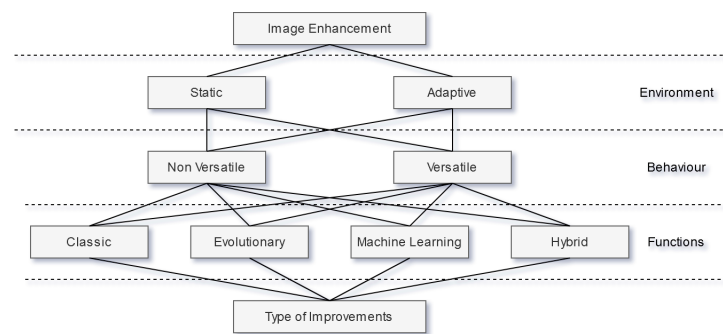 Image Enhancement
Static
Adaptive
Environment
Non Versatile
Versatile
Behaviour
Classic
Evolutionary
Machine Learning
Hybrid
Functions
Type of Improvements